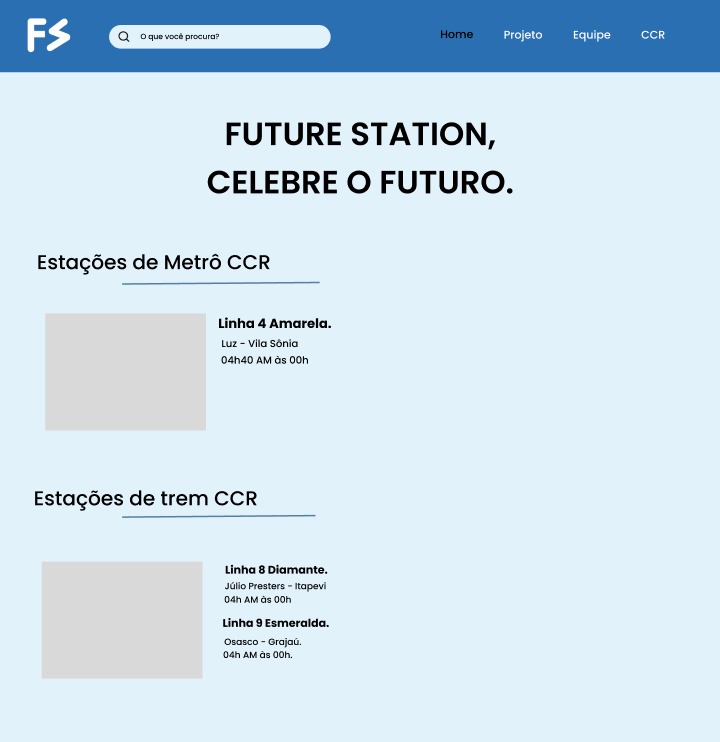 FS
O que você procura?
Home Projeto Equipe CCR
FUTURE STATION,
CELEBRE O FUTURO.
Estações de Metrô CCR
Linha 4 Amarela.
Luz - Vila Sônia
04h40 AM às 00h
Estações de trem CCR
Linha 8 Diamante.
Júlio Presters - Itapevi
04h AM às 00h
Linha 9 Esmeralda.
Osasco - Grajaú.
04h AM às 00h.